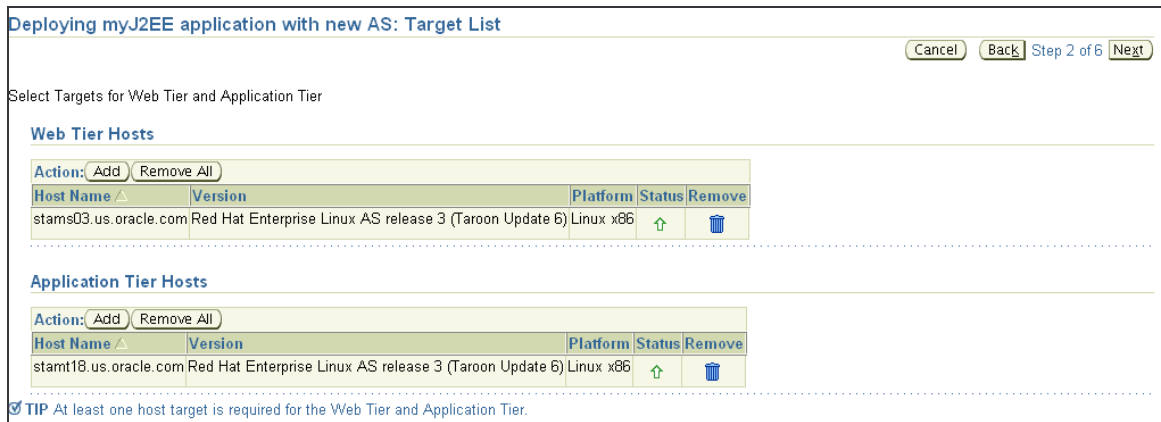 Deploying myJ2EE application with new AS: Target List
Cancel Back Step 2 of 6 Next
Select Targets for Web Tier and Application Tier
Web Tier Hosts
Action: Add Remove All
Host Name Version Platform Status Remove
stams03.us.oracle.com Red Hat Enterprise Linux AS release 3 (Taroon Update 6) Linux x86
Application Tier Hosts
Action: Add Remove All
Host Name Version Platform Status Remove
stamt18.us.oracle.com Red Hat Enterprise Linux AS release 3 (Taroon Update 6) Linux x86
TIP At least one host target is required for the Web Tier and Application Tier.